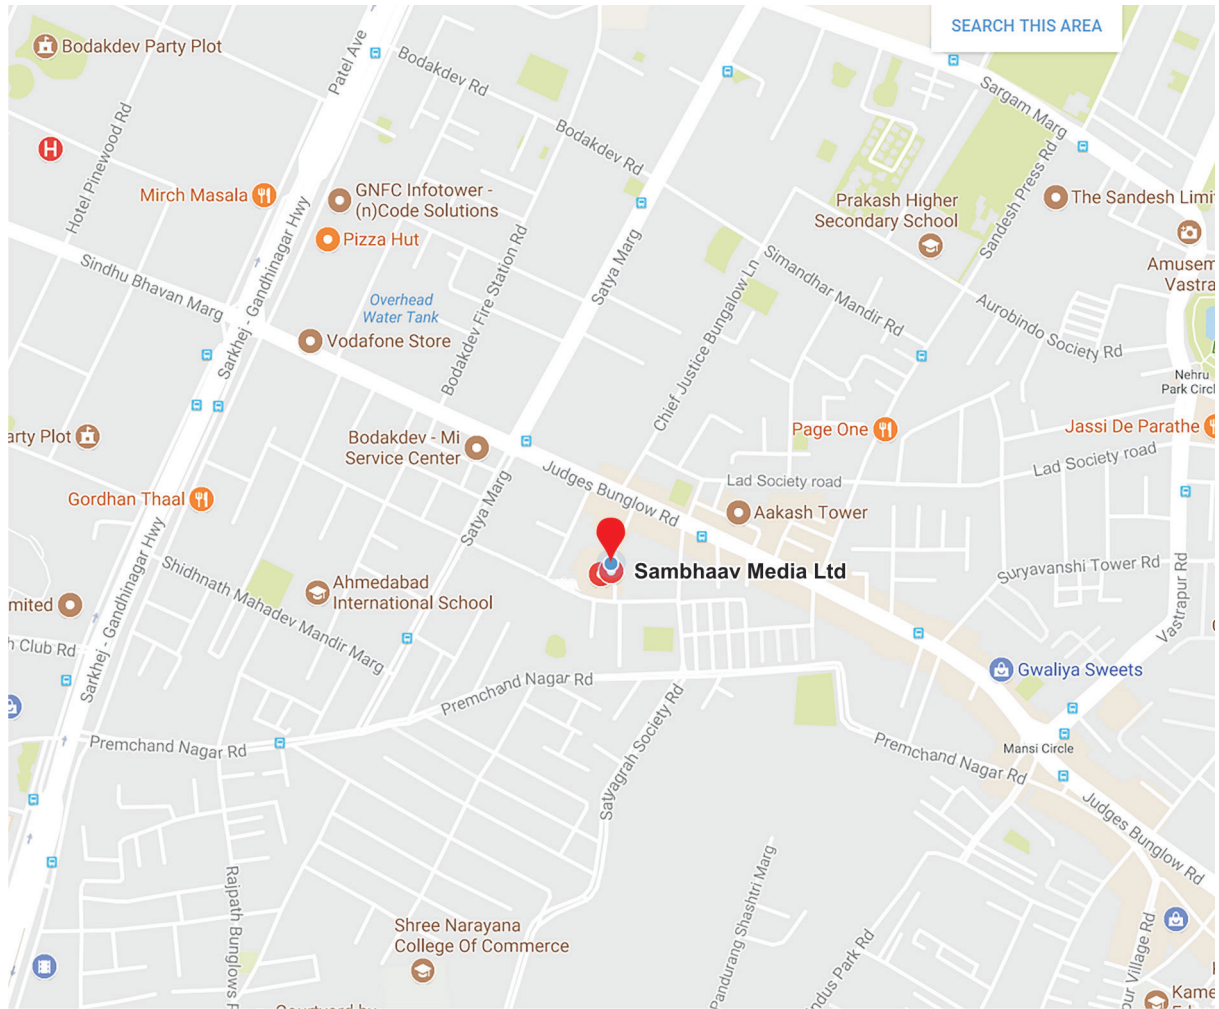 SEARCH THIS AREA
Bodakdev Party Plot
Patel Ave
Bodakdev Rd
Sargam Marg
Hotel Pinewood Rd
H
Bodakdev Rd
Mirch Masala
GNFC Infotower -
(n)Code Solutions
Pizza Hut
Prakash Higher
Secondary School
Sandesh Press Rd
The Sandesh Limi
Sindhu Bhavan Marg
Sarkhej - Gandhinagar Hwy
Overhead
Water Tank
Bodakdev Fire Station Rd
Satya Marg
Simandhar Mandir Rd
Chief Justice Bungalow Ln
Aurobindo Society Rd
Amusem
Vastra
Vodafone Store
Nehru
Park Circl
arty Plot
Bodakdev - Mi
Service Center
Page One
Jassi De Parathe
Lad Society road
Judges Bunglow Rd
Lad Society road
Gordhan Thaal
Satya Marg
Aakash Tower
Sambhaav Media Ltd
Suryavanshi Tower Rd
Shidhnath Mahadev Mandir Marg
Ahmedabad
International School
mited
Sarkhej - Gandhinagar Hwy
h Club Rd
Vastrapur Rd
Gwaliya Sweets
Premchand Nagar Rd
Satyagrah Society Rd
Premchand Nagar Rd
Premchand Nagar Rd
Mansi Circle
Judges Bunglow Rd
Rajpath Bunglows
Pandurang Shashtri Marg
Shree Narayana
College Of Commerce
ndus Park Rd
pur Village Rd
Kame